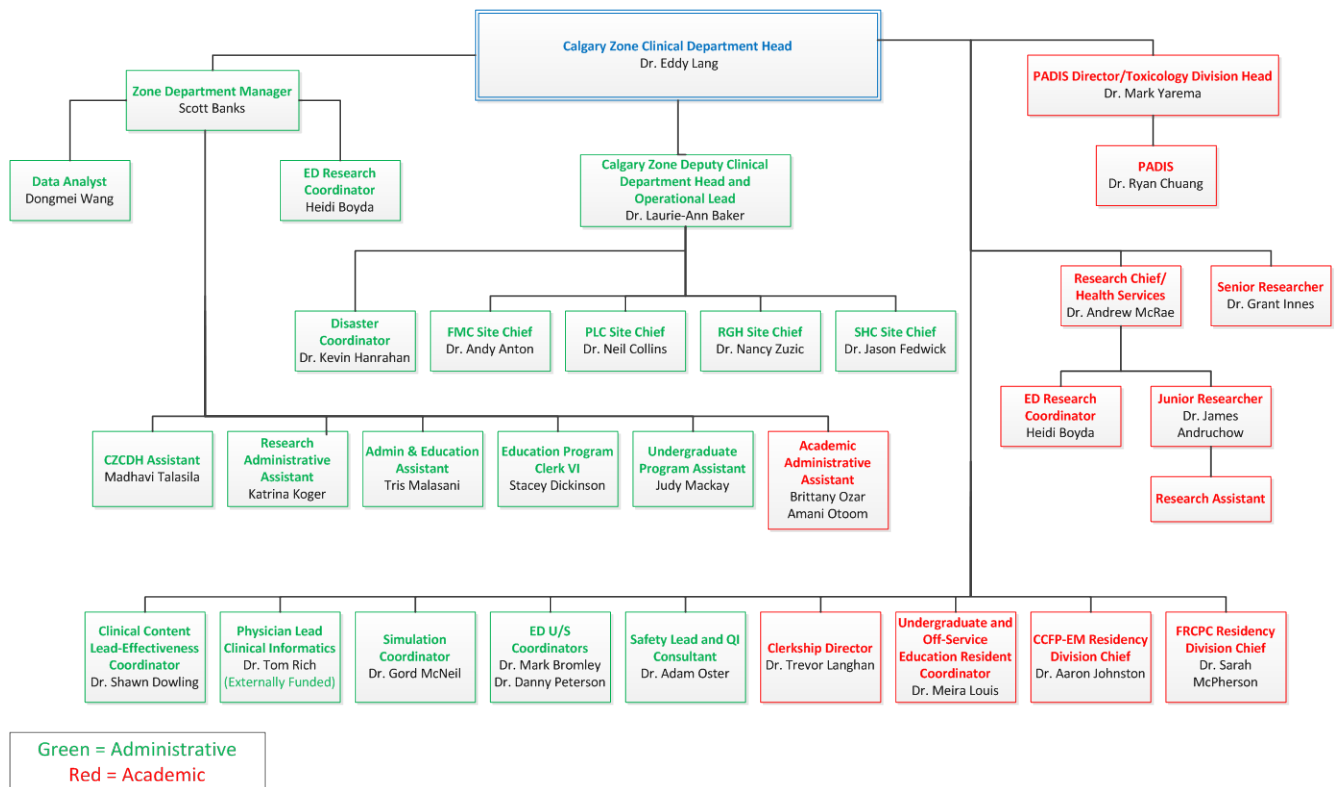 Calgary Zone Clinical Department Head
Dr. Eddy Lang
PADIS Director/Toxicology Division Head
Dr. Mark Yarema
Zone Department Manager
Scott Banks
PADIS
Dr. Ryan Chuang
Data Analyst
Dongmei Wang
ED Research
Coordinator
Heidi Boyda
Calgary Zone Deputy Clinical
Department Head and
Operational Lead
Dr. Laurie-Ann Baker
Research Chief/
Health Services
Dr. Andrew McRae
Senior Researcher
Dr. Grant Innes
Disaster
Coordinator
Dr. Kevin Hanrahan
FMC Site Chief
Dr. Andy Anton
PLC Site Chief
Dr. Neil Collins
RGH Site Chief
Dr. Nancy Zuzic
SHC Site Chief
Dr. Jason Fedwick
ED Research
Coordinator
Heidi Boyda
Junior Researcher
Dr. James
Andruchow
Research Assistant
CZCDH Assistant
Madhavi Talasila
Research
Administrative
Assistant
Katrina Koger
Admin & Education
Assistant
Tris Malasani
Education Program
Clerk VI
Stacey Dickinson
Undergraduate
Program Assistant
Judy Mackay
Academic
Administrative
Assistant
Brittany Ozar
Amani Otoom
Clinical Content
Lead-Effectiveness
Coordinator
Dr. Shawn Dowling
Physician Lead
Clinical Informatics
Dr. Tom Rich
(Externally Funded)
Simulation
Coordinator
Dr. Gord McNeil
ED U/S
Coordinators
Dr. Mark Bromley
Dr. Danny Peterson
Safety Lead and QI
Consultant
Dr. Adam Oster
Clerkship Director
Dr. Trevor Langhan
Undergraduate and
Off-Service
Education Resident
Coordinator
Dr. Meira Louis
CCFP-EM Residency
Division Chief
Dr. Aaron Johnston
FRCPC Residency
Division Chief
Dr. Sarah
McPherson
Green = Administrative
Red = Academic